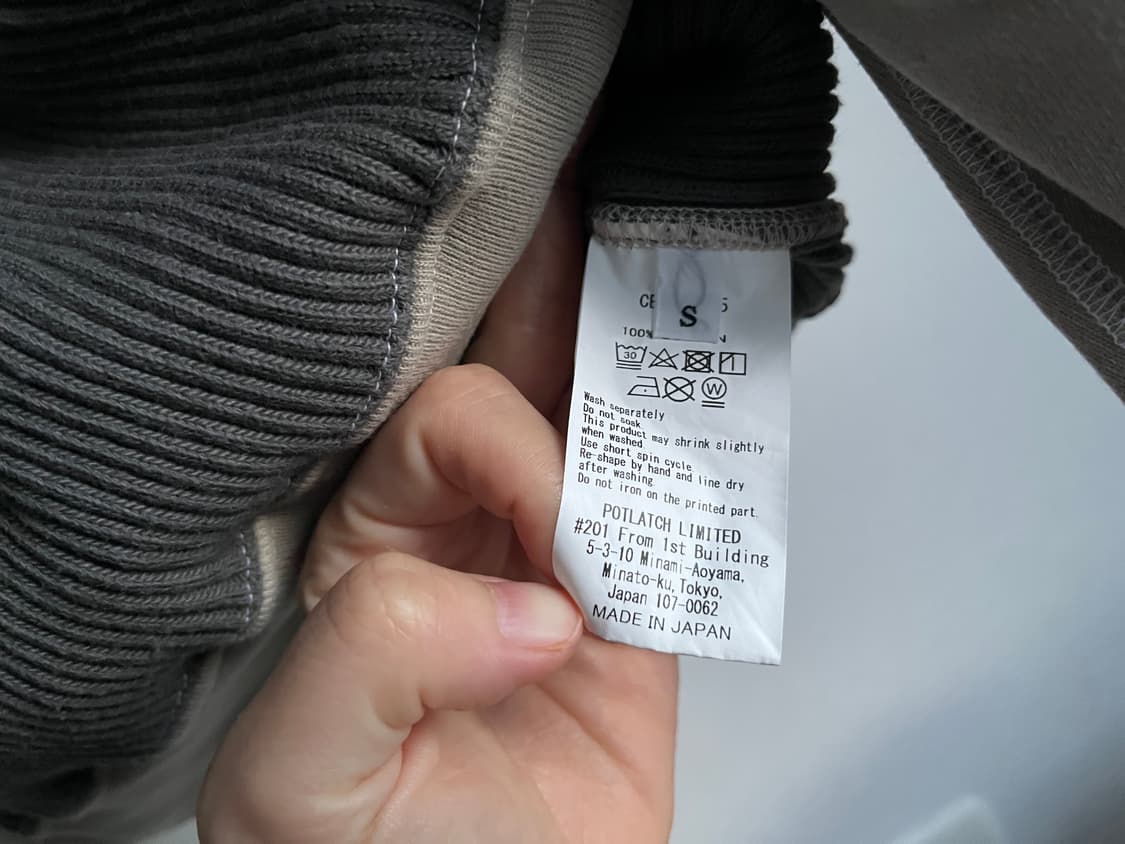 S
100%
30
W
Wash separately
Do not soak
This product may shrink slightly
when washed.
Use short spin cycle.
Re-shape by hand and line dry
after washing.
Do not iron on the printed part.
POTLATCH LIMITED
#201 From 1st Building
5-3-10 Minami-Aoyama,
Minato-ku,Tokyo,
Japan 107-0062
MADE IN JAPAN